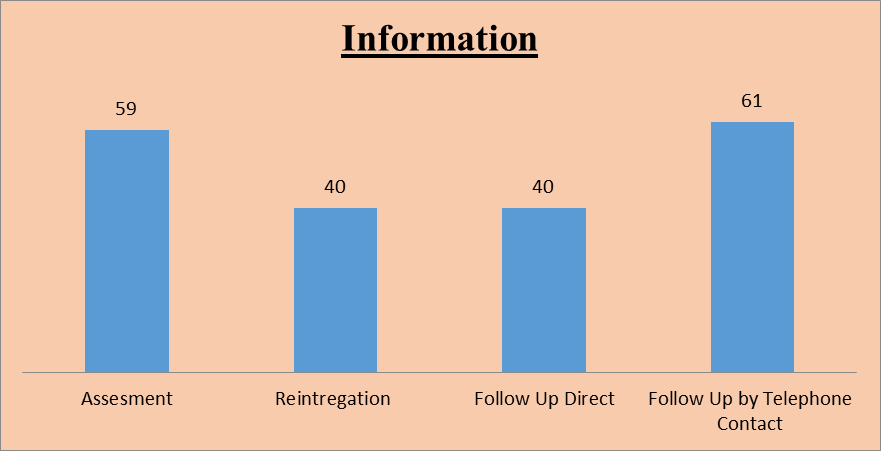 Information
59
40
40
61
Assesment
Reintregation
Follow Up Direct
Follow Up by Telephone
Contact